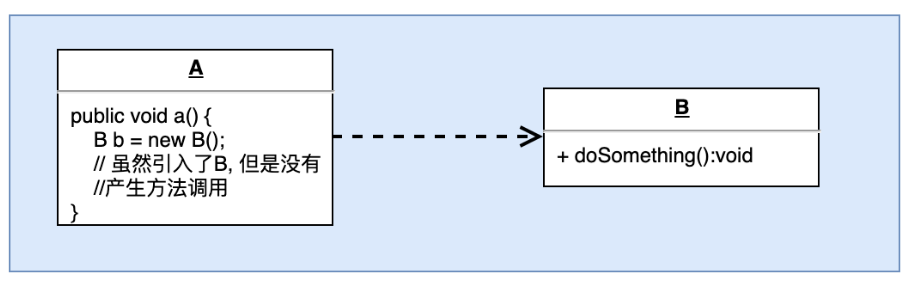 A
public void a() {
B b = new B();
// 虽然引入了B, 但是没有
//产生方法调用
}
B
+ doSomething():void